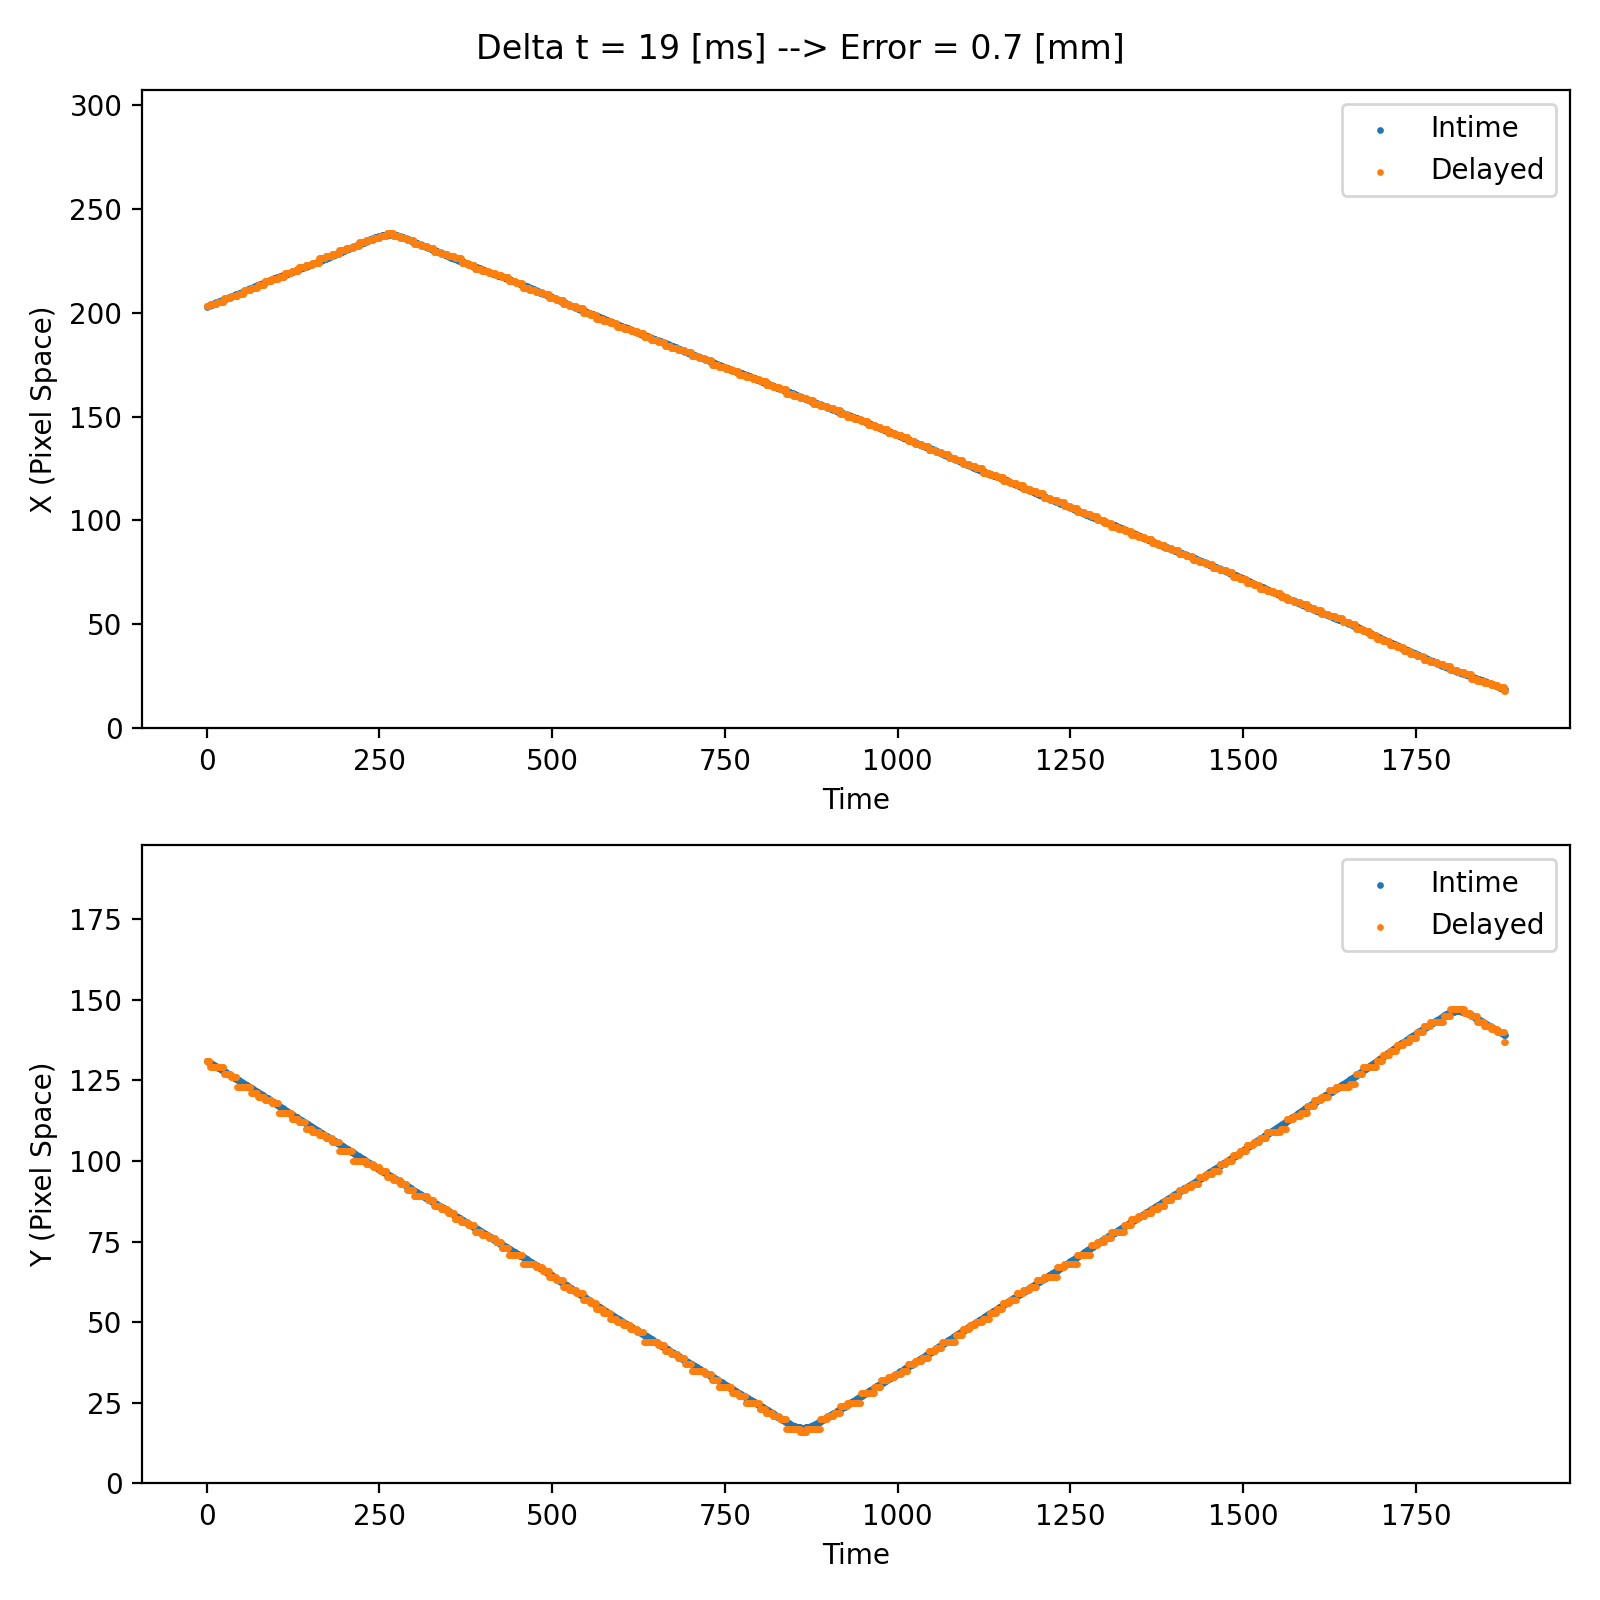 Delta t = 19 [ms] --> Error = 0.7 [mm]
300
250
200
150
100
50
0
X (Pixel Space)
Intime
Delayed
0 250 500 750 1000 1250 1500 1750
Time
175
150
125
100
75
50
25
0
Y (Pixel Space)
Intime
Delayed
0 250 500 750 1000 1250 1500 1750
Time